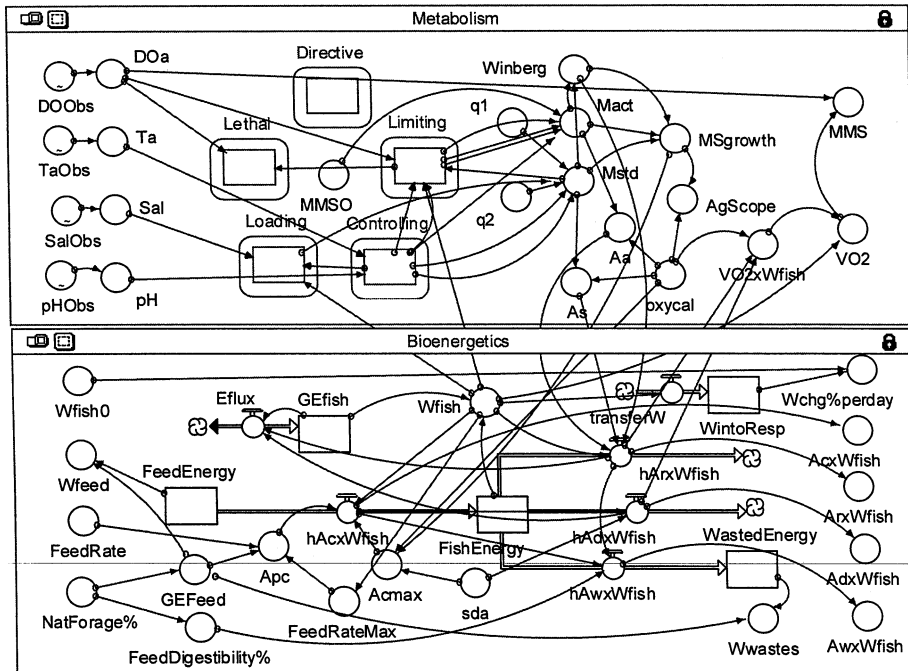 Metabolism
DOa
Directive
Winberg
DOObs
q1
Mact
MMS
Ta
Lethal
Limiting
MSgrowth
TaObs
MMSO
Mstd
Sal
q2
AgScope
SalObs
Loading
Controlling
Aa
VO2xWfish
VO2
pHObs
pH
As
oxycal
Bioenergetics
Wfish0
Eflux
GEfish
Wfish
transferW
WintoResp
Wchg%perday
AcxWfish
Wfeed
FeedEnergy
hArxWfish
ArxWfish
FeedRate
hAcxWfish
FishEnergy
hAdxWfish
WastedEnergy
AdxWfish
NatForage%
GEFeed
Apc
Acmax
sda
hAwxWfish
FeedRateMax
FeedDigestibility%
Wwastes
AwxWfish
~
~
~
~